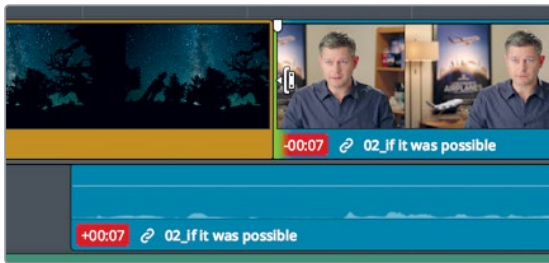 -00:07 02_if it was possible
+00:07 02_if it was possible